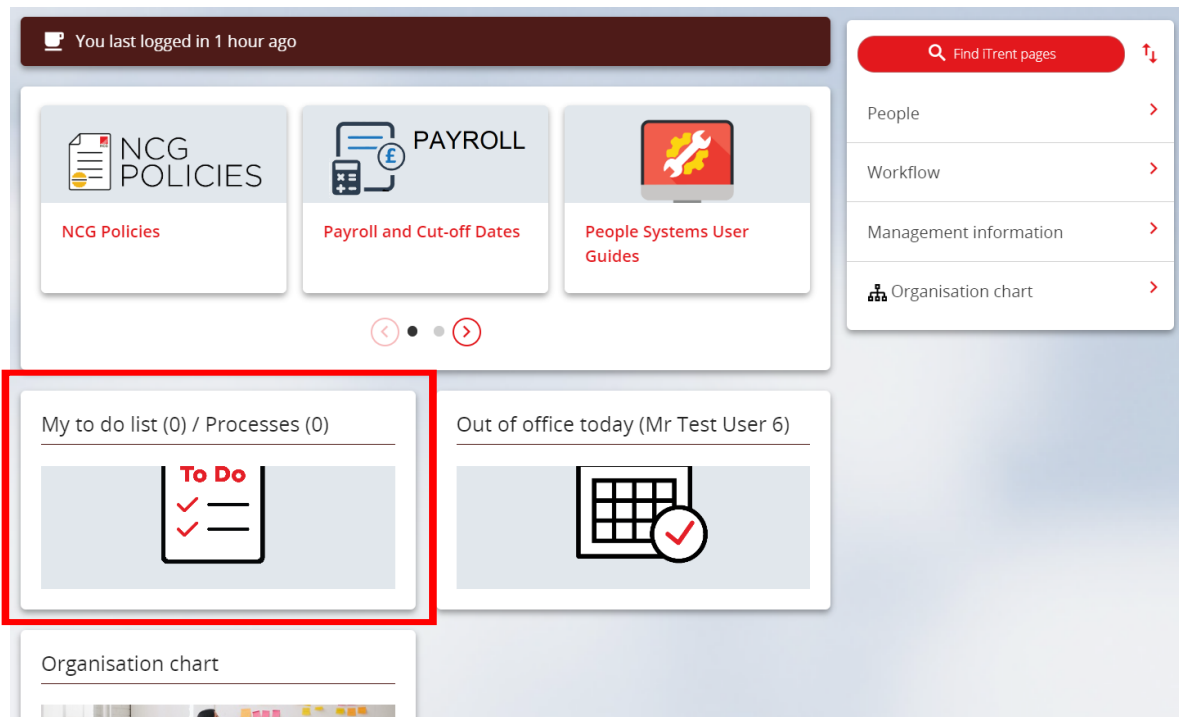 You last logged in 1 hour ago
NCG
POLICIES
NCG Policies
£
PAYROLL
Payroll and Cut-off Dates
People Systems User
Guides
My to do list (0) / Processes (0)
To Do
Out of office today (Mr Test User 6)
Organisation chart
Find iTrent pages
People
Workflow
Management information
Organisation chart